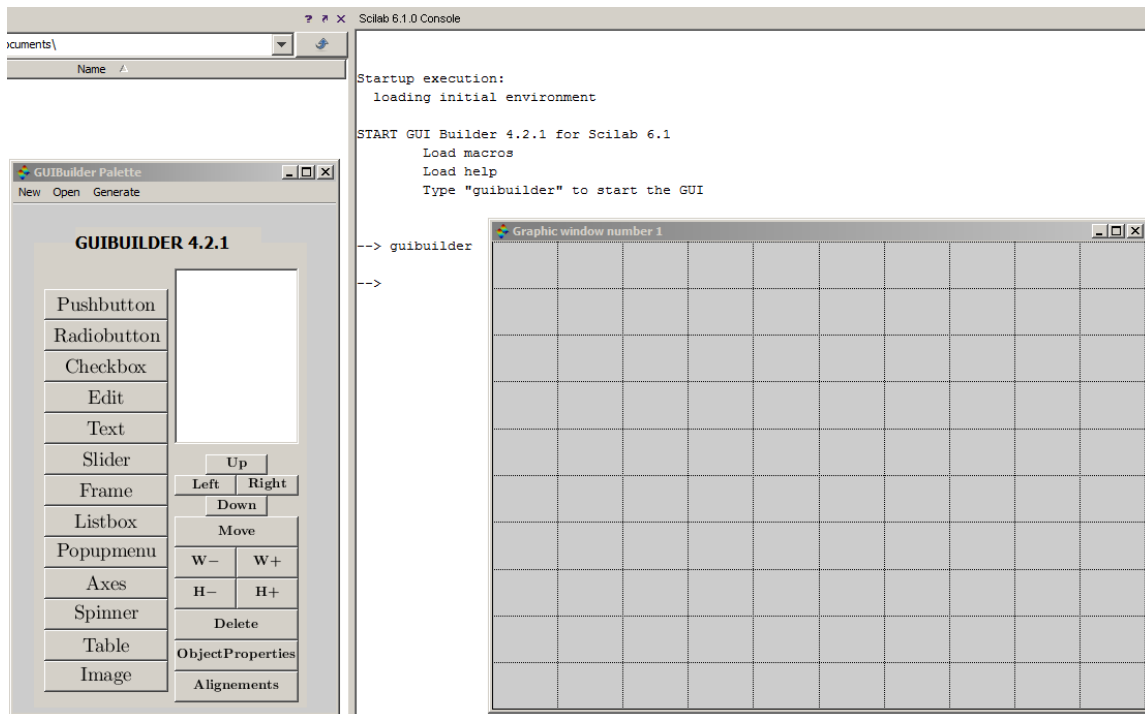 Scilab 6.1.0 Console
ocuments\
Name
Startup execution:
loading initial environment
START GUI Builder 4.2.1 for Scilab 6.1
Load macros
Load help
Type "guibuilder" to start the GUI
--> guibuilder
-->
GUIBuilder Palette
New Open Generate
GUIBUILDER 4.2.1
Pushbutton
Radiobutton
Checkbox
Edit
Text
Slider
Frame
Listbox
Popupmenu
Axes
Spinner
Table
Image
Up
Left Right
Down
Move
W− W+
H− H+
Delete
ObjectProperties
Alignements
Graphic window number 1